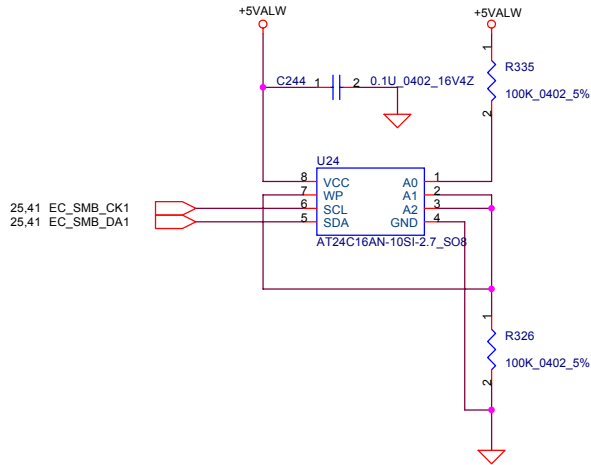 +5VALW
+5VALW
C244 1 2 0.1U_0402_16V4Z
1
R335
100K_0402_5%
2
U24
8 VCC A0 1
7 WP A1 2
25,41 EC_SMB_CK1 6 SCL A2 3
25,41 EC_SMB_DA1 5 SDA GND 4
AT24C16AN-10SI-2.7_SO8
1
R326
100K_0402_5%
2